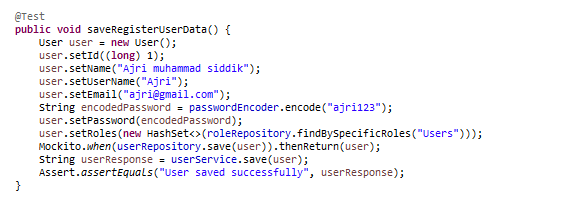 @Test
public void saveRegisterUserData() {
User user = new User();
user.setId((long) 1);
user.setName("Ajri muhammad siddik");
user.setUserName("Ajri");
user.setEmail("ajri@gmail.com");
String encodedPassword = passwordEncoder.encode("ajri123");
user.setPassword(encodedPassword);
user.setRoles(new HashSet<>(roleRepository.findBySpecificRoles("Users")));
Mockito.when(userRepository.save(user)).thenReturn(user);
String userResponse = userService.save(user);
Assert.assertEquals("User saved successfully", userResponse);
}